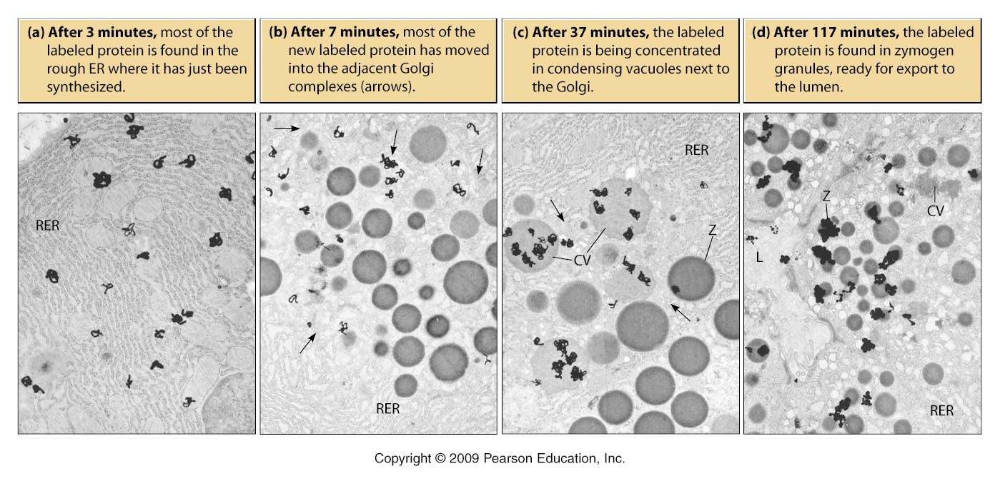 (a) After 3 minutes, most of the
labeled protein is found in the
rough ER where it has just been
synthesized.
(b) After 7 minutes, most of the
new labeled protein has moved
into the adjacent Golgi
complexes (arrows).
(c) After 37 minutes, the labeled
protein is being concentrated
in condensing vacuoles next to
the Golgi.
(d) After 117 minutes, the labeled
protein is found in zymogen
granules, ready for export to
the lumen.
RER
RER
RER
Z
CV
Z
CV
L
RER
Copyright © 2009 Pearson Education, Inc.